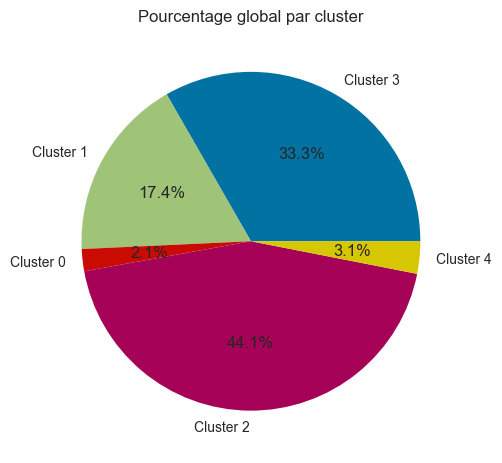 Pourcentage global par cluster
Cluster 3
33.3%
Cluster 1
17.4%
Cluster 0
2.1%
3.1%
Cluster 4
44.1%
Cluster 2